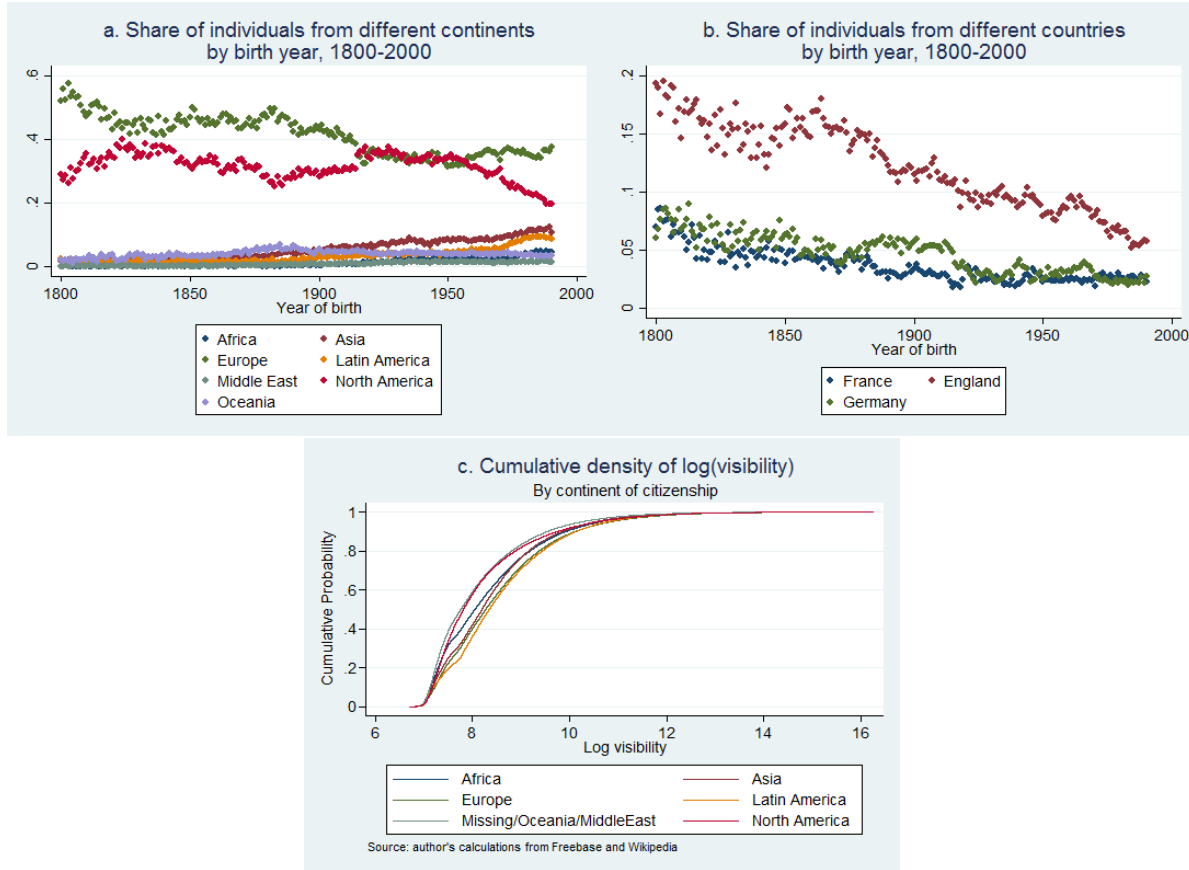 a. Share of individuals from different continents
by birth year, 1800-2000
.6
.4
.2
0
1800
1850
1900
1950
2000
Year of birth
Africa
Asia
Europe
Latin America
Middle East
North America
Oceania
b. Share of individuals from different countries
by birth year, 1800-2000
.2
.15
.1
.05
0
1800
1850
1900
1950
2000
Year of birth
France
England
Germany
c. Cumulative density of log(visibility)
By continent of citizenship
Cumulative Probability
1
.8
.6
.4
.2
0
6
8
10
12
14
16
Log visibility
Africa
Asia
Europe
Latin America
Missing/Oceania/MiddleEast
North America
Source: author's calculations from Freebase and Wikipedia